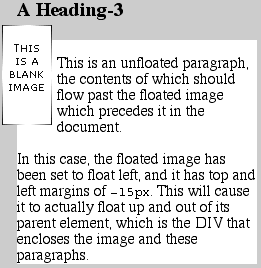 A Heading-3
THIS
IS A
BLANK
IMAGE
This is an unfloated paragraph,
the contents of which should
flow past the floated image
which precedes it in the
document.
In this case, the floated image has
been set to float left, and it has top and
left margins of -15px. This will cause
it to actually float up and out of its
parent element, which is the DIV that
encloses the image and these
paragraphs.